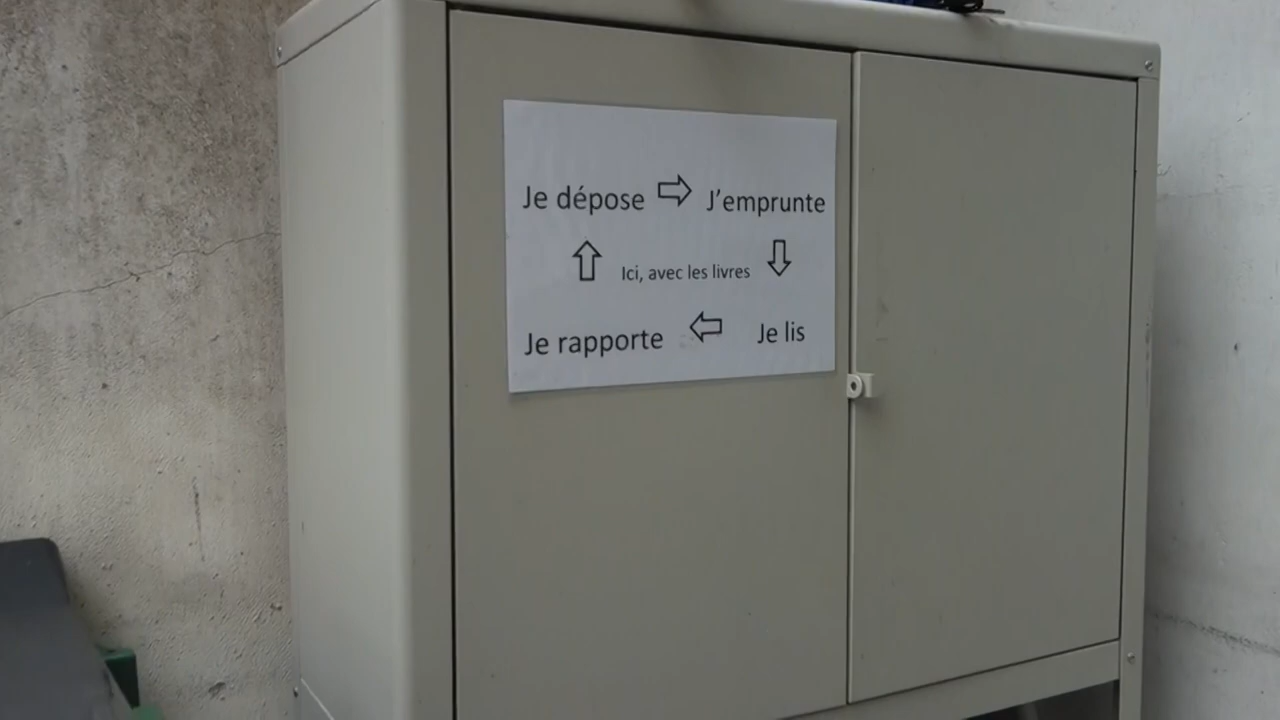 Je dépose J’emprunte
Ici, avec les livres
Je rapporte Je lis